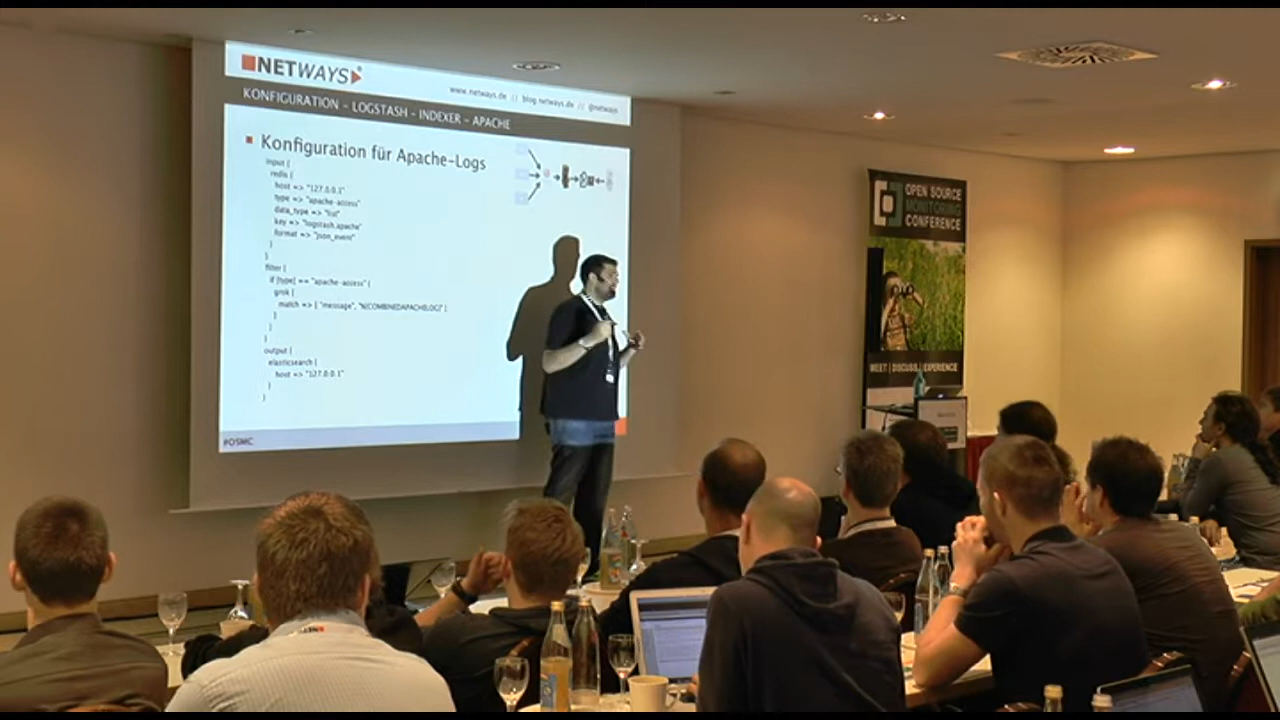 NETWAYS
www.netways.de // blog.netways.de // @netways
KONFIGURATION - LOGSTASH - INDEXER - APACHE
Konfiguration für Apache-Logs
input {
redis {
host => "127.0.0.1"
type => "apache-access"
data_type => "list"
key => "logstash.apache"
format => "json_event"
}
}
filter {
if [type] == "apache-access" {
grok {
match => [ "message", "%{COMBINEDAPACHELOG}" ]
}
}
}
output {
elasticsearch {
host => "127.0.0.1"
}
}
#OSMC
OPEN SOURCE
MONITORING
CONFERENCE
MEET | DISCUSS | EXPERIENCE